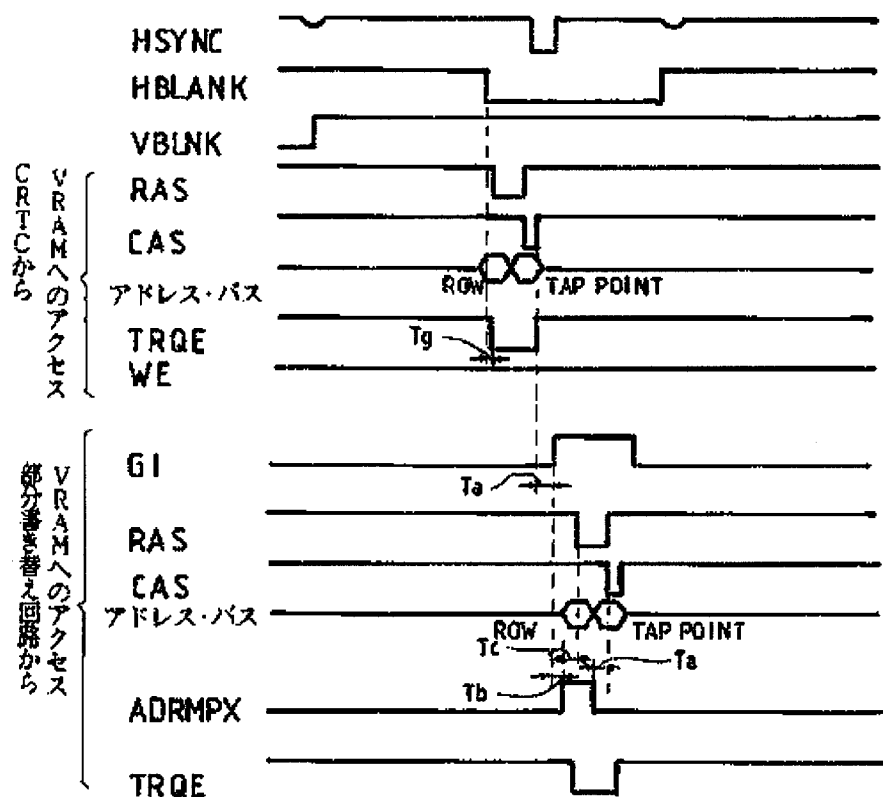 HSYNC
HBLANK
VBLNK
CRTCから
VRAMへのアクセス
RAS
CAS
アドレス・バス
ROW
TAP POINT
TRQE
Tg
WE
部分書き替え回路から
VRAMへのアクセス
GI
Ta
RAS
CAS
アドレス・バス
ROW
TAP POINT
Tc
Ta
Tb
ADRMPX
TRQE